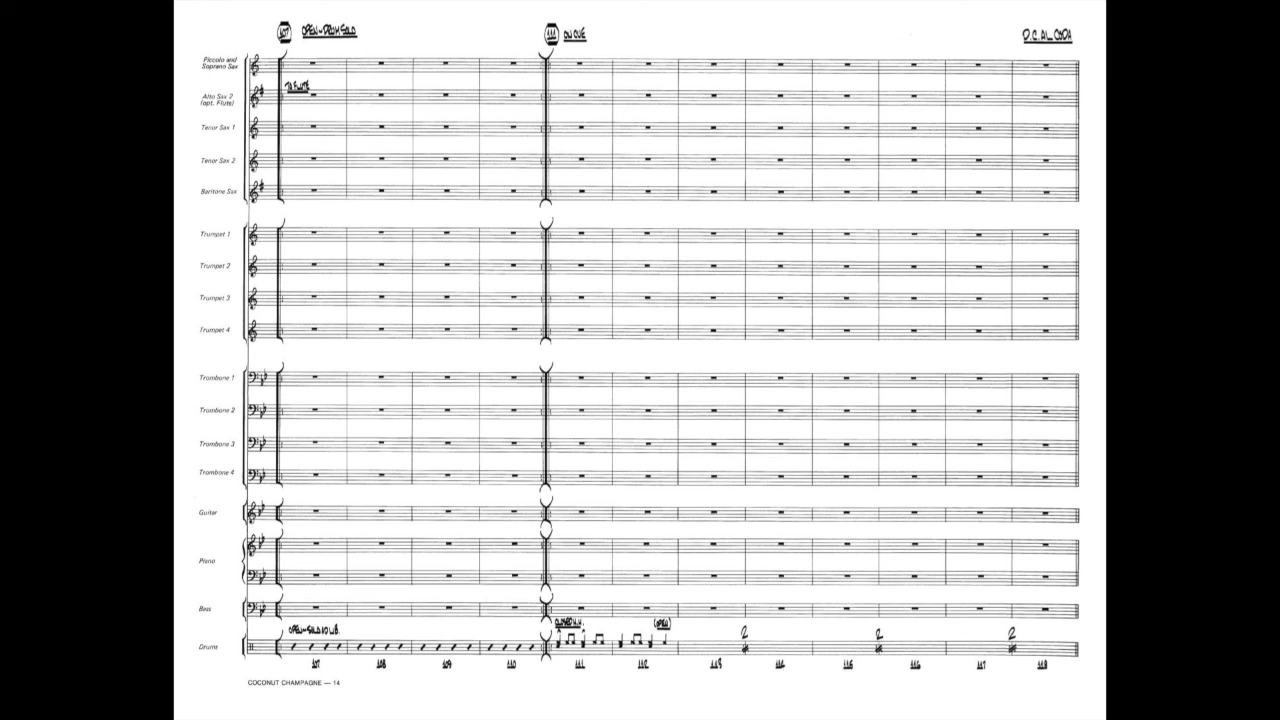 107 OPEN-DRUM SOLO 111 ON CUE D.C. AL CODA
Piccolo and
Soprano Sax
TO FLUTE
Alto Sax 2
(opt. Flute)
Tenor Sax 1
Tenor Sax 2
Baritone Sax
Trumpet 1
Trumpet 2
Trumpet 3
Trumpet 4
Trombone 1
Trombone 2
Trombone 3
Trombone 4
Guitar
Piano
Bass
CLOSED H.H. (OPEN)
OPEN-SOLO AD LIB. 2 2 2
Drums
107 108 109 110 111 112 113 114 115 116 117 118
COCONUT CHAMPAGNE — 14